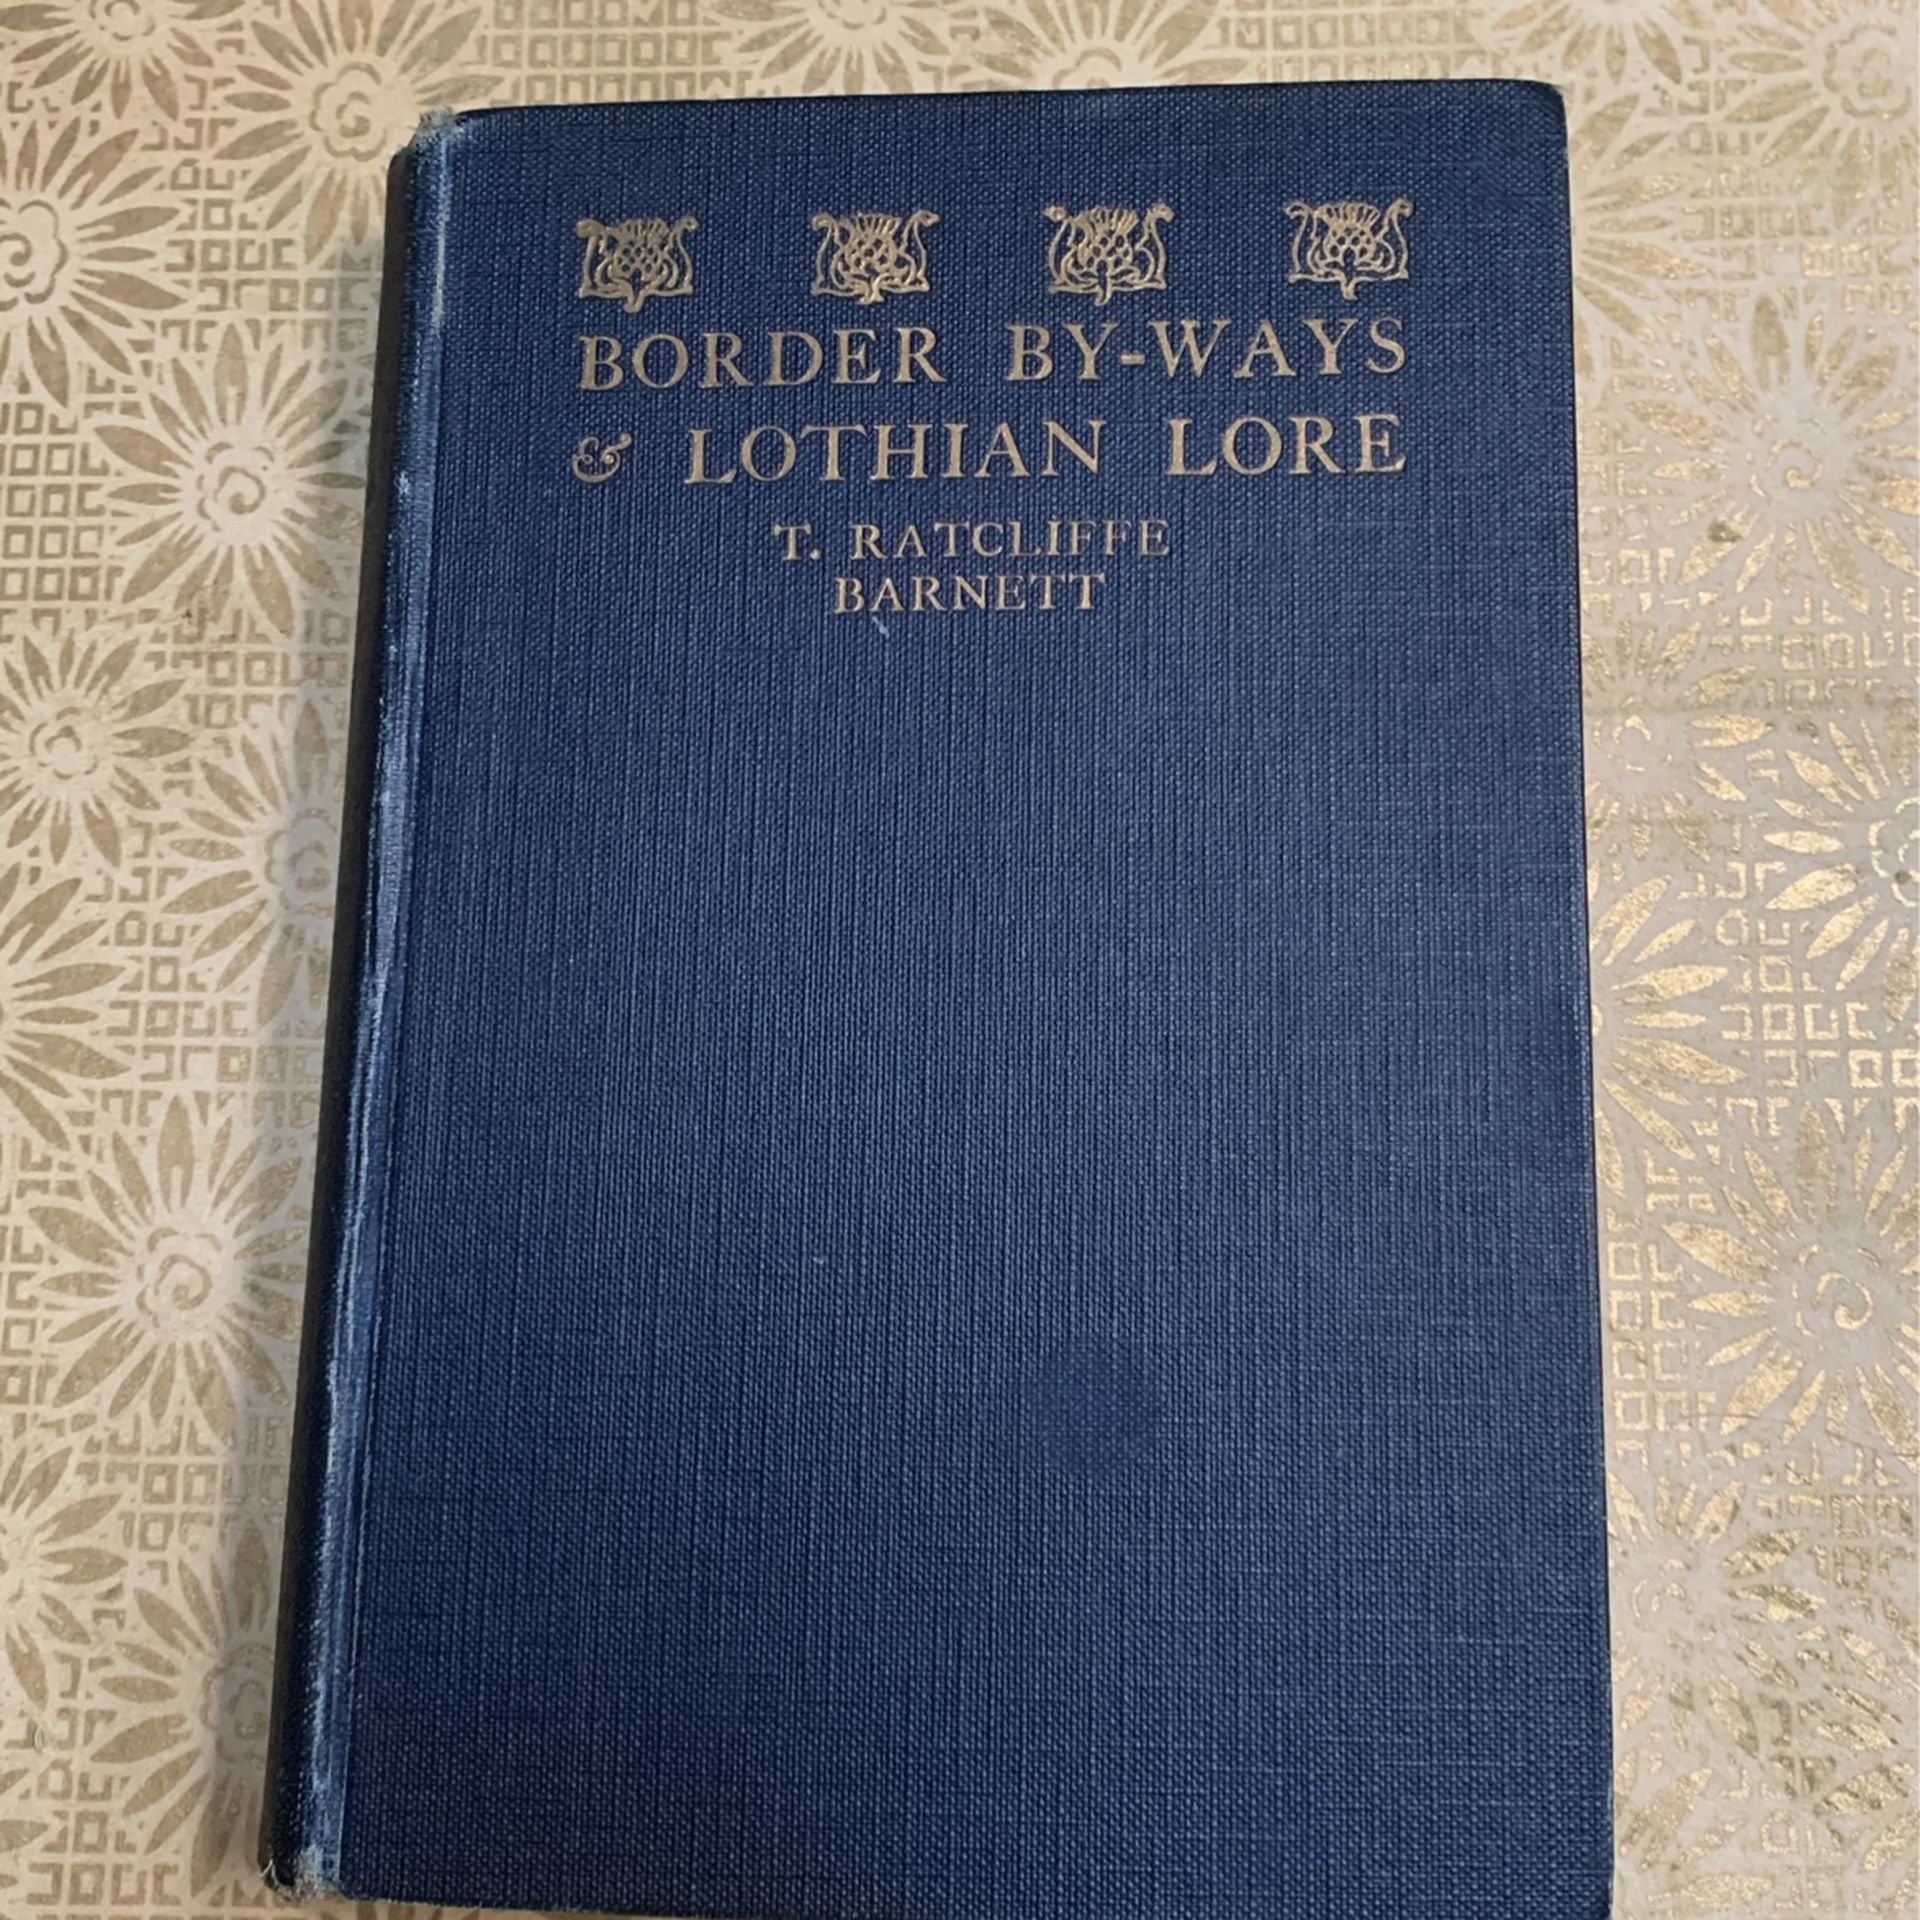 BORDER BY-WAYS
& LOTHIAN LORE
T. RATCLIFFE
BARNETT